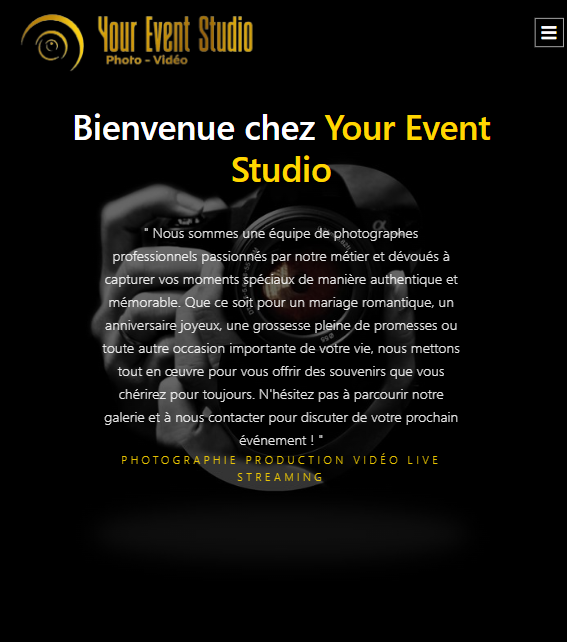 Your Event Studio
Photo - Vidéo
Bienvenue chez Your Event
Studio
" Nous sommes une équipe de photographes
professionnels passionnés par notre métier et dévoués à
capturer vos moments spéciaux de manière authentique et
mémorable. Que ce soit pour un mariage romantique, un
anniversaire joyeux, une grossesse pleine de promesses ou
toute autre occasion importante de votre vie, nous mettons
tout en œuvre pour vous offrir des souvenirs que vous
chérirez pour toujours. N'hésitez pas à parcourir notre
galerie et à nous contacter pour discuter de votre prochain
événement ! "
PHOTOGRAPHIE PRODUCTION VIDÉO LIVE
STREAMING